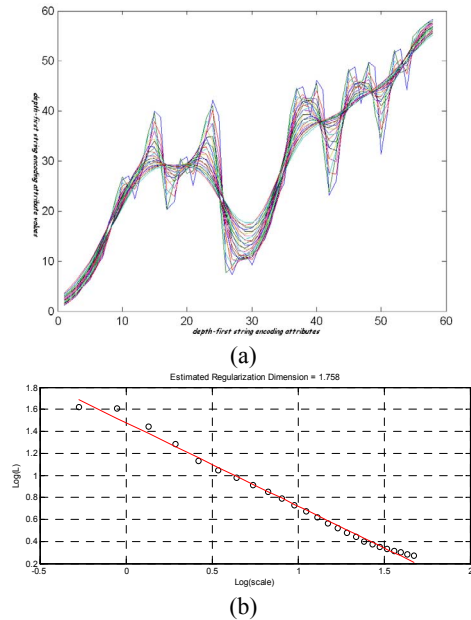 60
50
40
30
20
10
0
depth-first string encoding attribute values
0 10 20 30 40 50 60
depth-first string encoding attributes
(a)
Estimated Regularization Dimension = 1.758
1.8
1.6
1.4
1.2
1
0.8
0.6
0.4
0.2
Log(L)
-0.5 0 0.5 1 1.5 2
Log(scale)
(b)